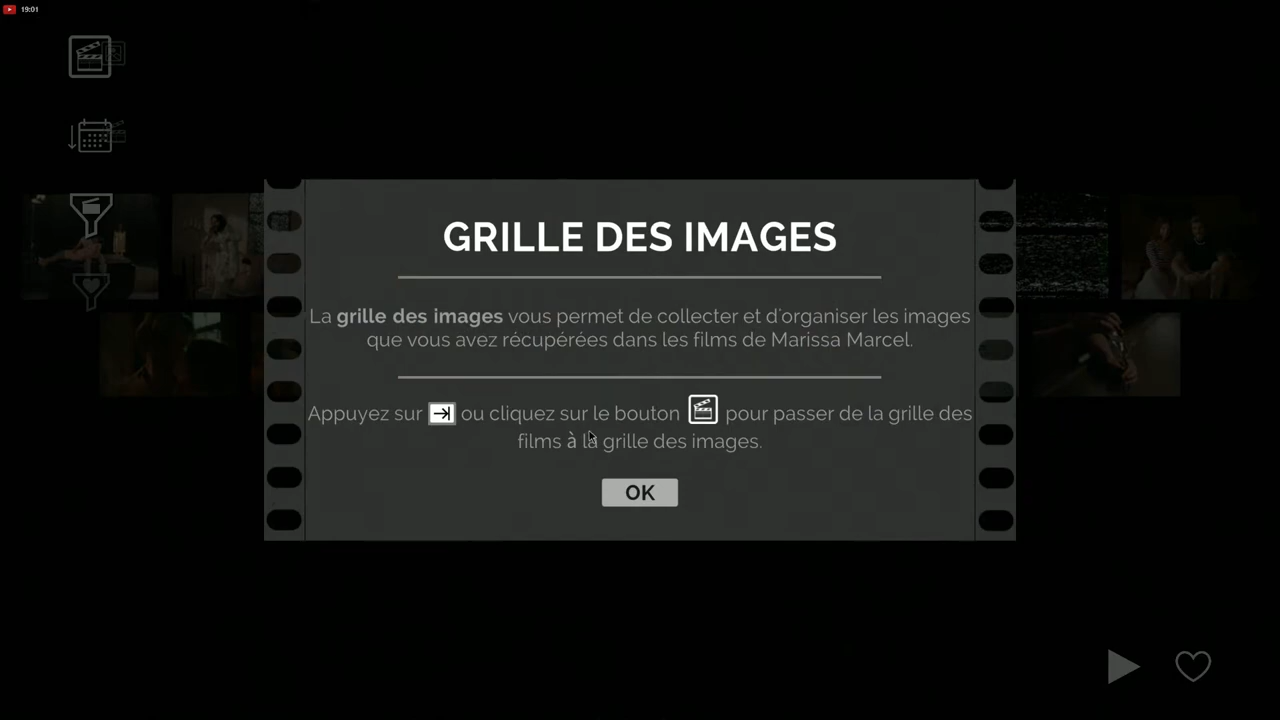 19:01
GRILLE DES IMAGES
La grille des images vous permet de collecter et d'organiser les images
que vous avez récupérées dans les films de Marissa Marcel.
Appuyez sur ou cliquez sur le bouton pour passer de la grille des
films à la grille des images.
OK